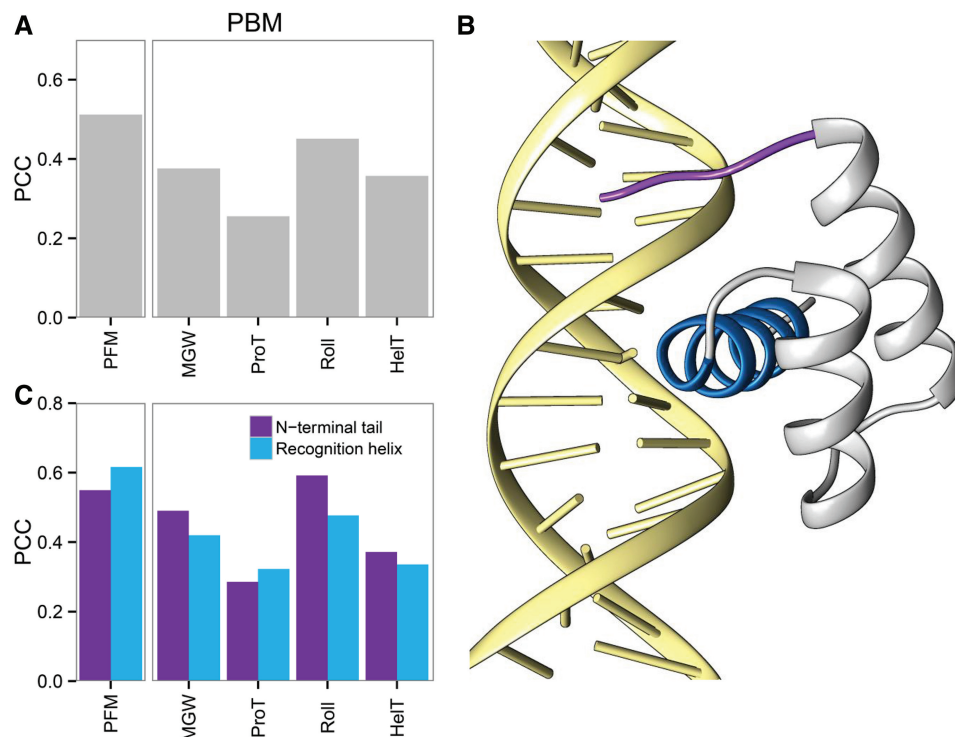 A
PBM
B
PCC
0.6
0.4
0.2
0.0
PFM
MGW
ProT
Roll
HelT
C
PCC
0.8
0.6
0.4
0.2
0.0
N−terminal tail
Recognition helix
PFM
MGW
ProT
Roll
HelT